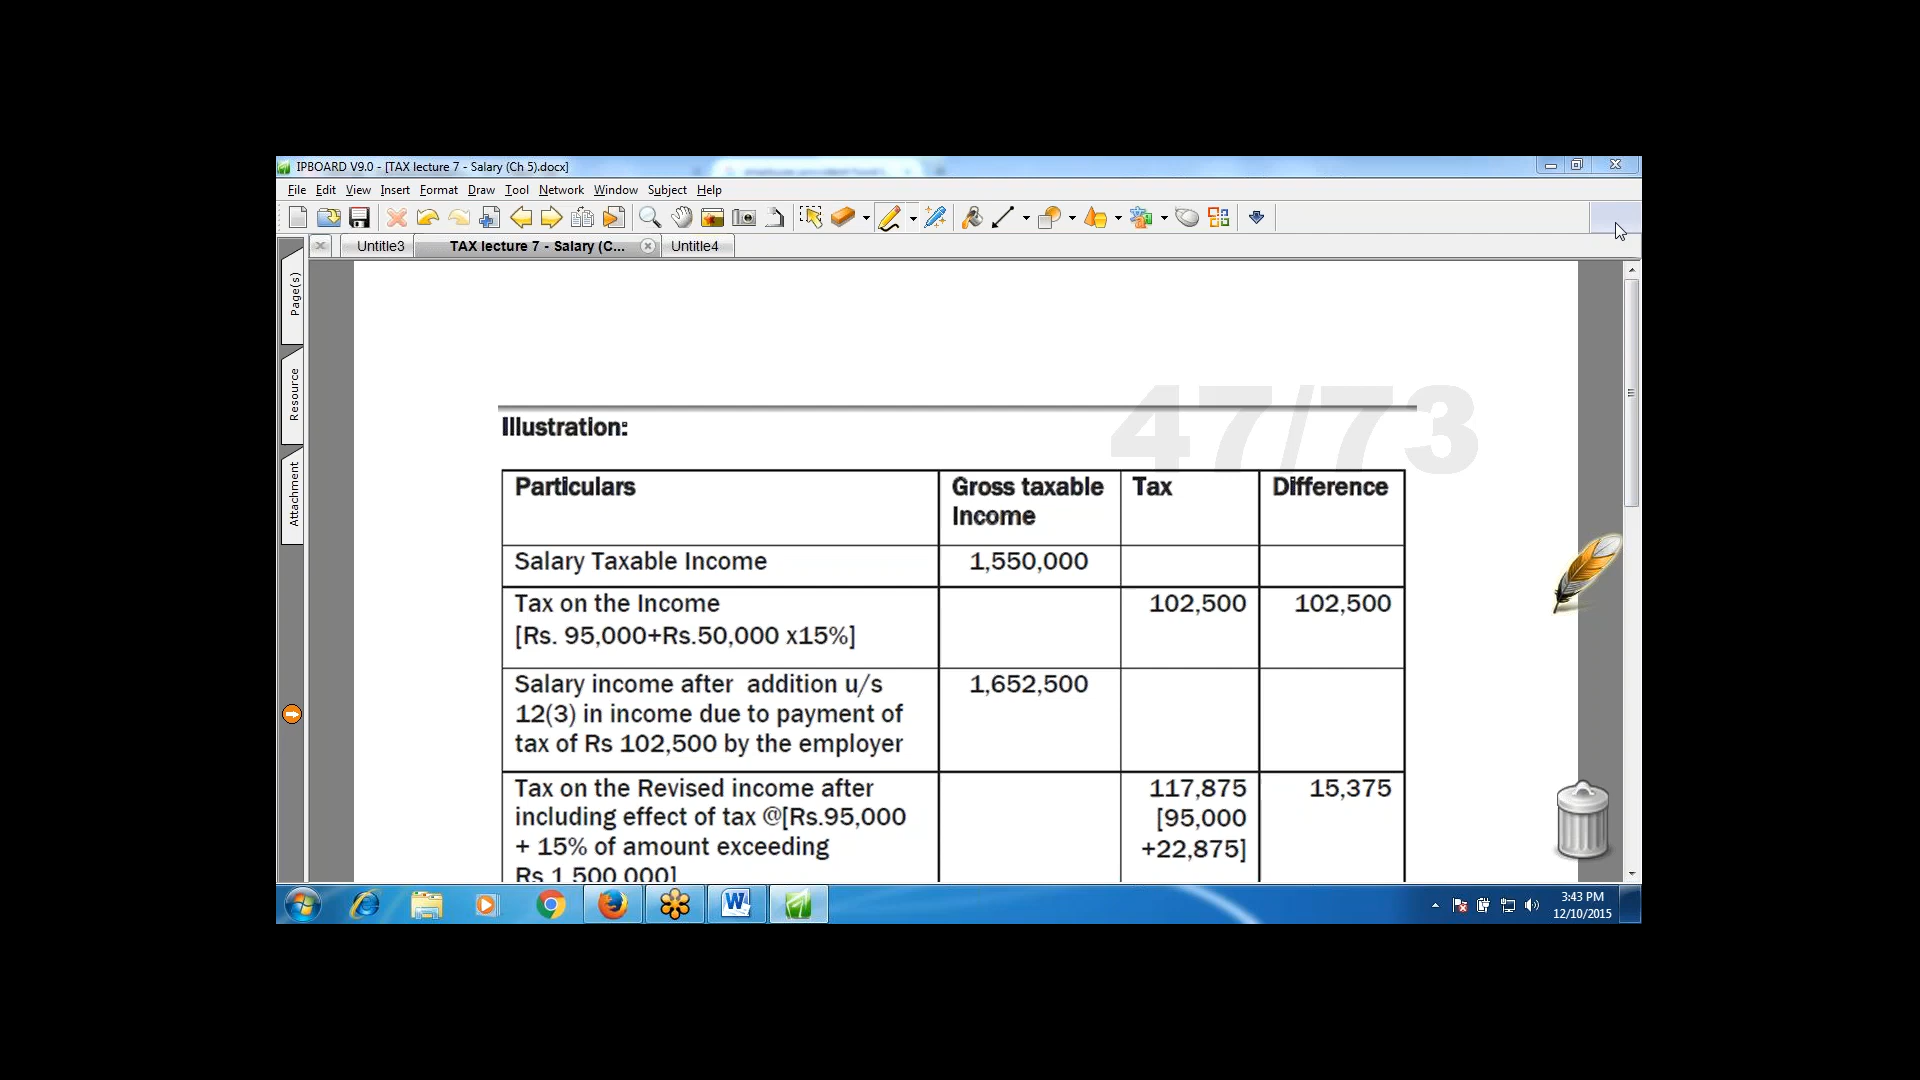 IPBOARD V9.0 - [TAX lecture 7 - Salary (Ch 5).docx]
File Edit View Insert Format Draw Tool Network Window Subject Help
Untitle3 TAX lecture 7 - Salary (C... Untitle4
Page(s)
Resource
Attachment
47/73
Illustration:
Particulars Gross taxable Tax Difference
Income
Salary Taxable Income 1,550,000
Tax on the Income 102,500 102,500
[Rs. 95,000+Rs.50,000 x15%]
Salary income after addition u/s 1,652,500
12(3) in income due to payment of
tax of Rs 102,500 by the employer
Tax on the Revised income after 117,875 15,375
including effect of tax @[Rs.95,000 [95,000
+ 15% of amount exceeding +22,875]
Rs 1,500,000]
3:43 PM
12/10/2015